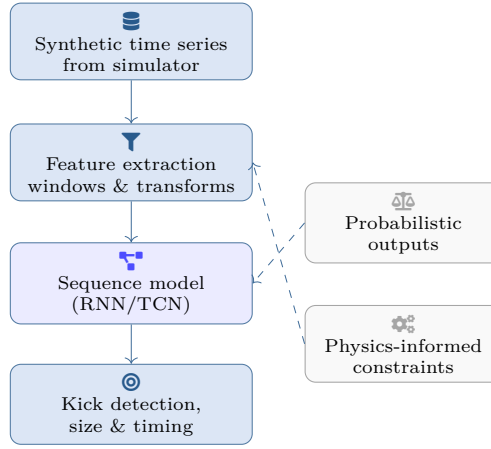 Synthetic time series
from simulator
Feature extraction
windows & transforms
Probabilistic
outputs
Sequence model
(RNN/TCN)
Physics-informed
constraints
Kick detection,
size & timing